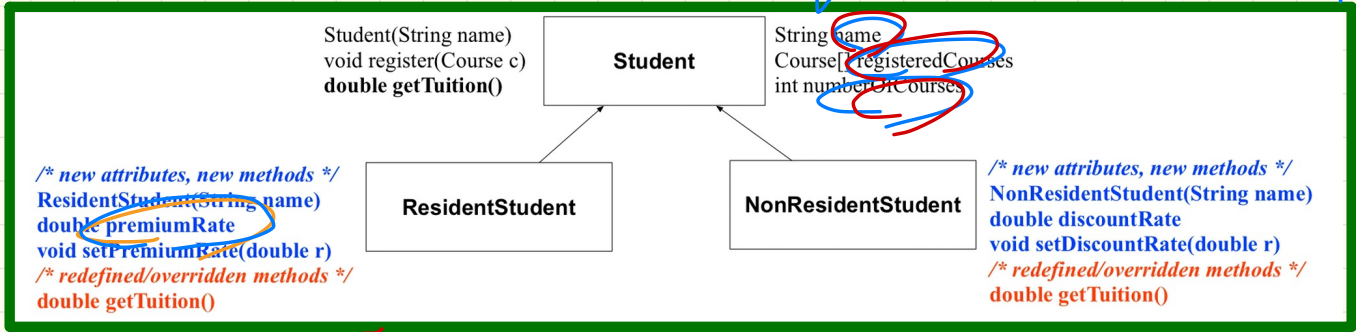 Student(String name)
void register(Course c)
double getTuition()
Student
String name
Course[] registeredCourses
int numberOfCourses
/* new attributes, new methods */
ResidentStudent(String name)
double premiumRate
void setPremiumRate(double r)
/* redefined/overridden methods */
double getTuition()
ResidentStudent
NonResidentStudent
/* new attributes, new methods */
NonResidentStudent(String name)
double discountRate
void setDiscountRate(double r)
/* redefined/overridden methods */
double getTuition()